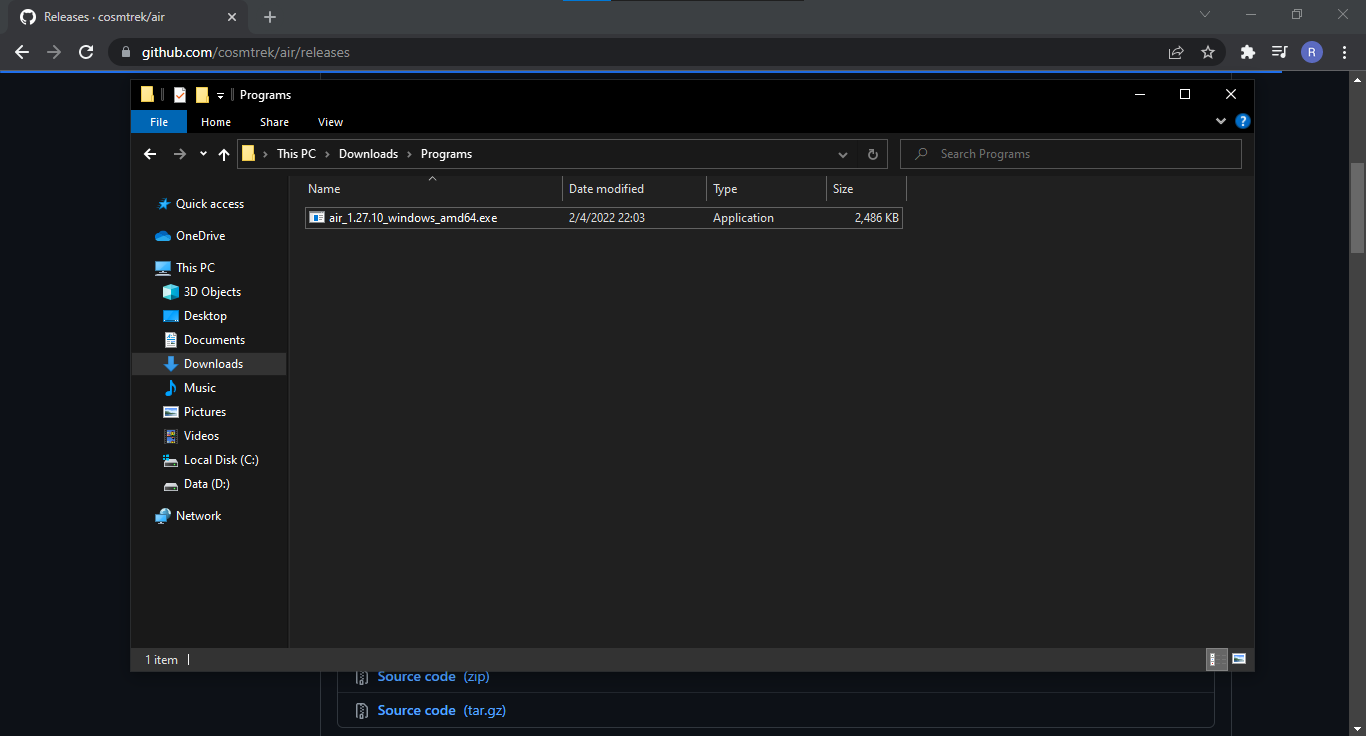 Releases · cosmtrek/air
github.com/cosmtrek/air/releases
R
Programs
File Home Share View
?
This PC > Downloads > Programs
Search Programs
Name Date modified Type Size
air_1.27.10_windows_amd64.exe 2/4/2022 22:03 Application 2,486 KB
Quick access
OneDrive
This PC
3D Objects
Desktop
Documents
Downloads
Music
Pictures
Videos
Local Disk (C:)
Data (D:)
Network
1 item
Source code (zip)
Source code (tar.gz)